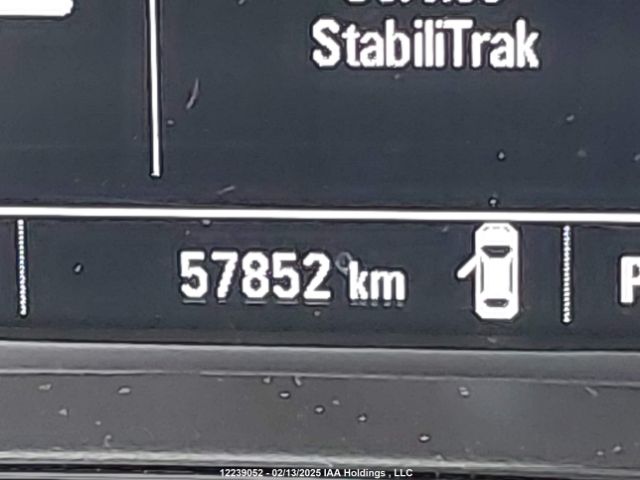 StabiliTrak
57852 km
P
12239052 - 02/13/2025 IAA Holdings , LLC